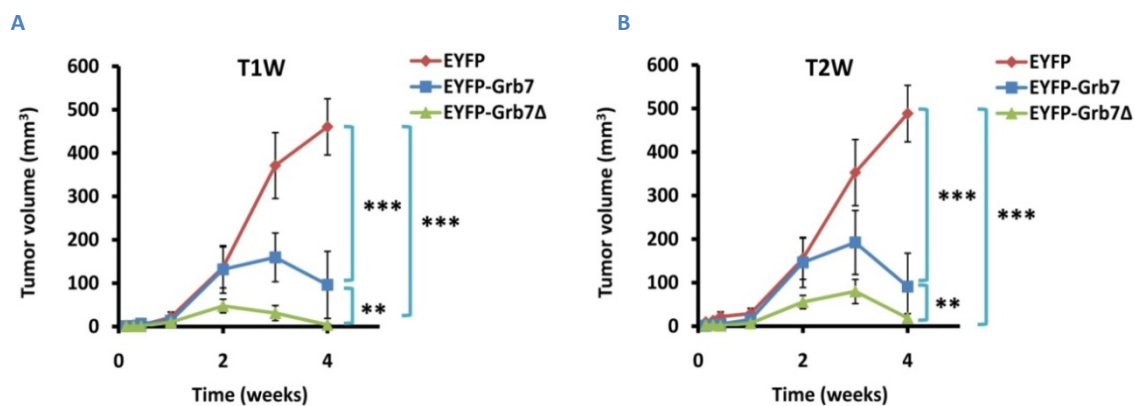 A
T1W
EYFP
EYFP-Grb7
EYFP-Grb7Δ
600
500
400
300
200
100
0
Tumor volume (mm³)
0
2
4
Time (weeks)
***
***
**
B
T2W
EYFP
EYFP-Grb7
EYFP-Grb7Δ
600
500
400
300
200
100
0
Tumor volume (mm³)
0
2
4
Time (weeks)
***
***
**